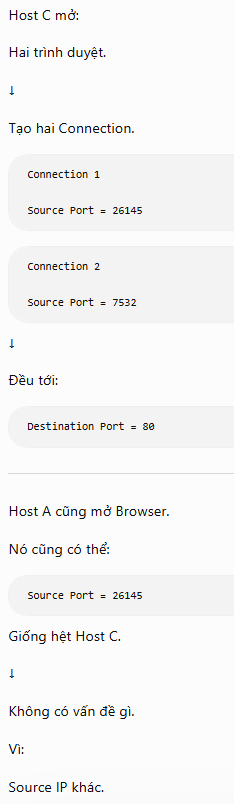 Host C mở:
Hai trình duyệt.
↓
Tạo hai Connection.
Connection 1
Source Port = 26145
Connection 2
Source Port = 7532
↓
Đều tới:
Destination Port = 80
Host A cũng mở Browser.
Nó cũng có thể:
Source Port = 26145
Giống hệt Host C.
↓
Không có vấn đề gì.
Vì:
Source IP khác.